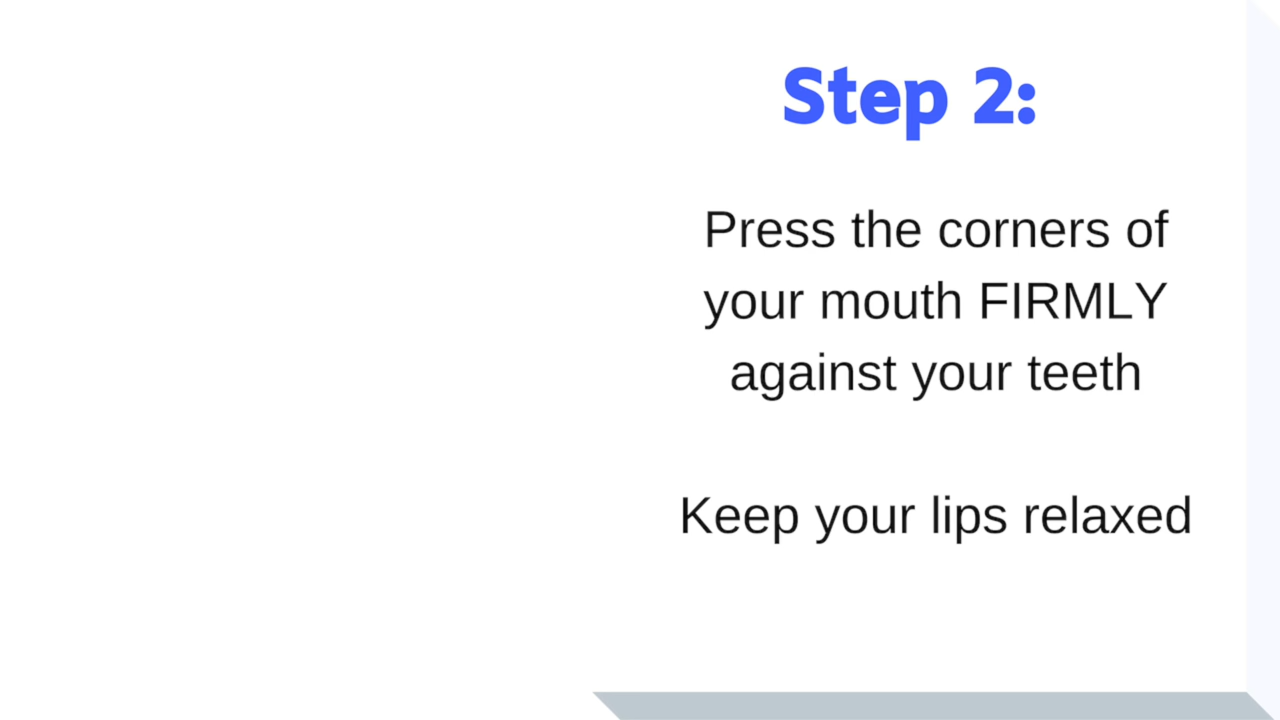 Step 2:
Press the corners of
your mouth FIRMLY
against your teeth
Keep your lips relaxed